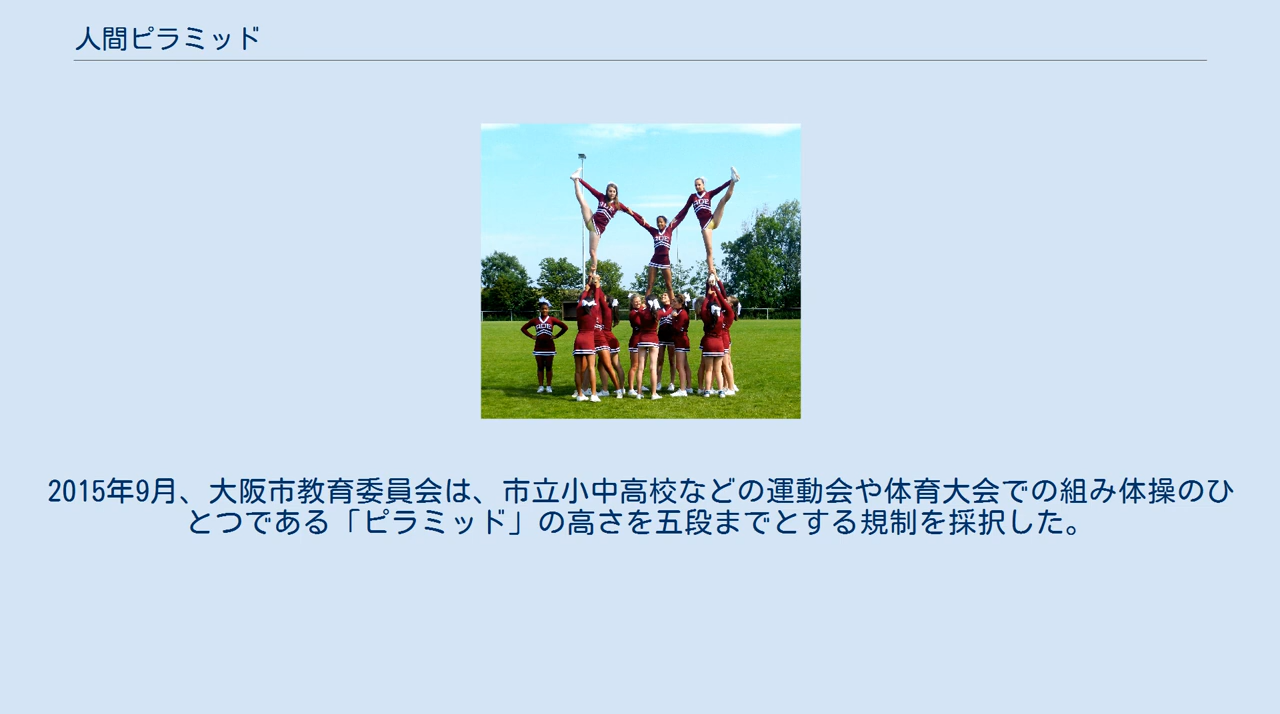 人間ピラミッド
2015年9月、大阪市教育委員会は、市立小中高校などの運動会や体育大会での組み体操のひ
とつである「ピラミッド」の高さを五段までとする規制を採択した。